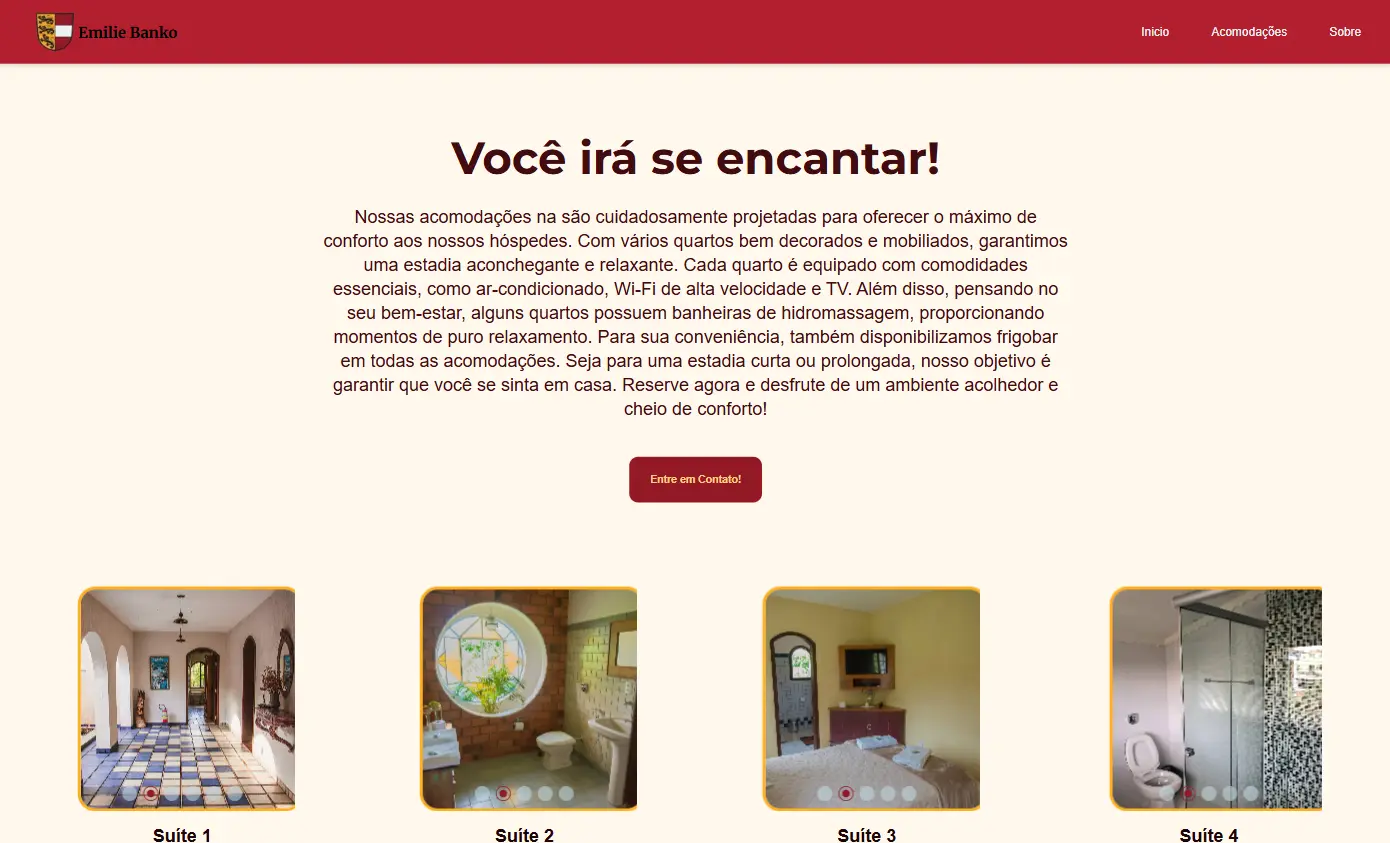 Emilie Banko
Inicio
Acomodações
Sobre
Você irá se encantar!
Nossas acomodações na são cuidadosamente projetadas para oferecer o máximo de
conforto aos nossos hóspedes. Com vários quartos bem decorados e mobiliados, garantimos
uma estadia aconchegante e relaxante. Cada quarto é equipado com comodidades
essenciais, como ar-condicionado, Wi-Fi de alta velocidade e TV. Além disso, pensando no
seu bem-estar, alguns quartos possuem banheiras de hidromassagem, proporcionando
momentos de puro relaxamento. Para sua conveniência, também disponibilizamos frigobar
em todas as acomodações. Seja para uma estadia curta ou prolongada, nosso objetivo é
garantir que você se sinta em casa. Reserve agora e desfrute de um ambiente acolhedor e
cheio de conforto!
Entre em Contato!
Suíte 1
Suíte 2
Suíte 3
Suíte 4